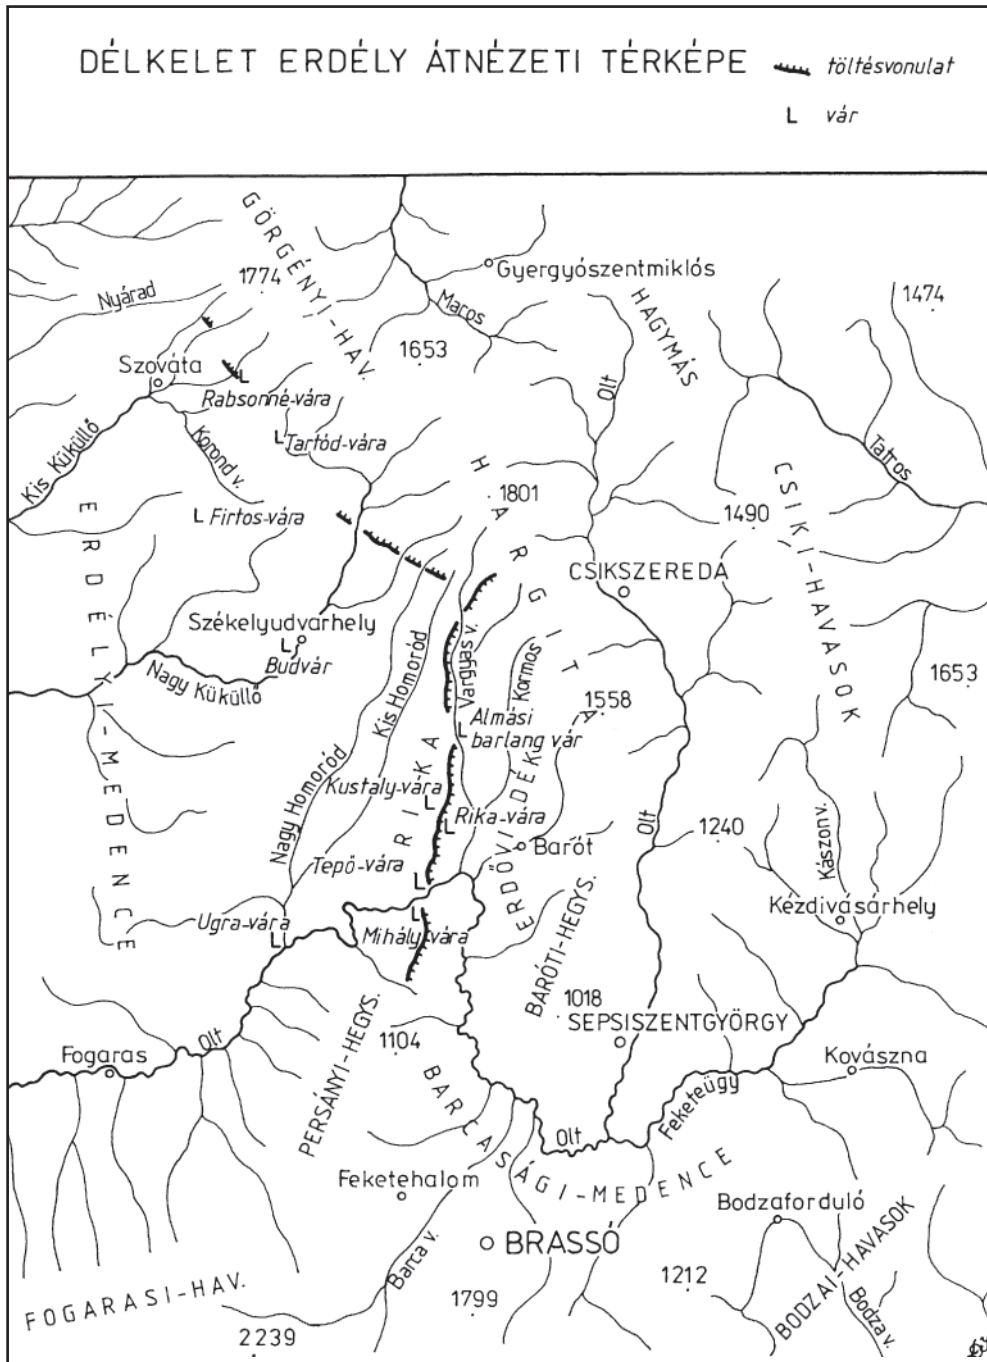 DÉLKELET ERDÉLY ÁTNÉZETI TÉRKÉPE
töltésvonulat
vár
GÖRGÉNYI-HAV.
Gyergyószentmiklós
1774
Nyárad
Maros
HAGYMÁS
1474
1653
Szováta
Olt
Rabsonné-vára
Tartód-vára
Kis Küküllő
Korond v.
Tatros
HARGITA
1801
CSIKI-HAVASOK
Firtos-vára
1490
ERDÉLYI-MEDENCE
CSIKSZEREDA
Székelyudvarhely
Budvár
Nagy Küküllő
Kis Homoród
Vargyas v.
Kormos
1653
1558
Almási
barlang vár
RIKA
Nagy Homoród
Kustaly-vára
Rika-vára
ERDŐVIDÉK
Olt
1240
Kászon v.
Barót
Tepő-vára
BARÓTI-HEGYS.
Kézdivásárhely
Ugra-vára
Mihály-vára
1018
SEPSISZENTGYÖRGY
Olt
1104
Fogaras
PERSÁNYI-HEGYS.
Kovászna
BARCASÁGI-MEDENCE
Feketeügy
Olt
Feketehalom
Bodzaforduló
BRASSÓ
Barca v.
1212
BODZAI-HAVASOK
Bodza v.
FOGARASI-HAV.
1799
2239